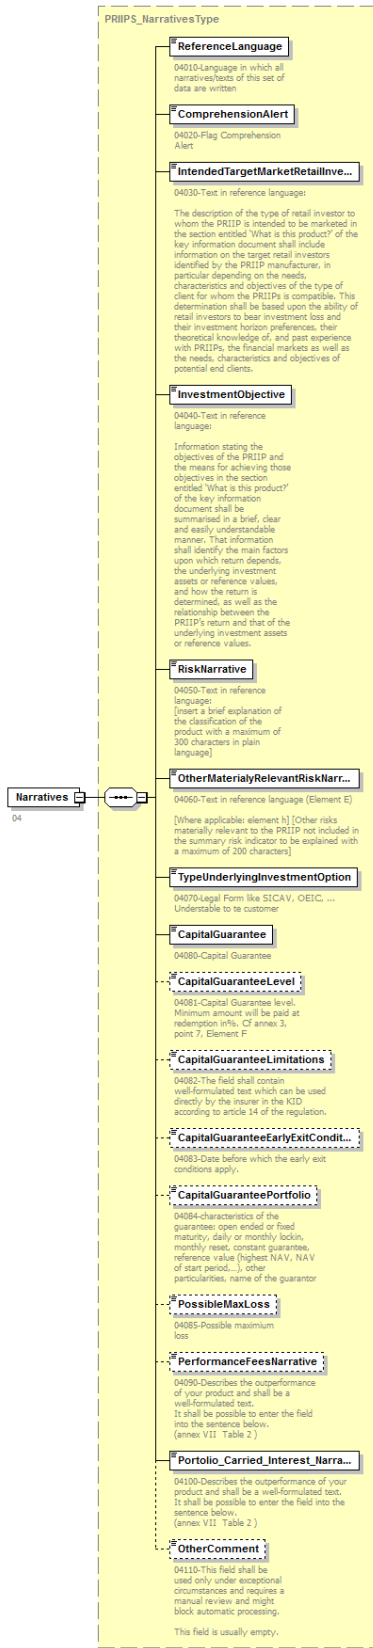 PRIIPS_NarrativesType
ReferenceLanguage
04010-Language in which all
narratives/texts of this set of
data are written
ComprehensionAlert
04020-Flag Comprehension
Alert
IntendedTargetMarketRetailInve...
04030-Text in reference language:
The description of the type of retail investor to
whom the PRIIP is intended to be marketed in
the section entitled 'What is this product?' of the
key information document shall include
information on the target retail investors
identified by the PRIIP manufacturer, in
particular depending on the needs,
characteristics and objectives of the type of
client for whom the PRIIPs is compatible. This
determination shall be based upon the ability of
retail investors to bear investment loss and
their investment horizon preferences, their
theoretical knowledge of, and past experience
with PRIIPs, the financial markets as well as
the needs, characteristics and objectives of
potential end clients.
InvestmentObjective
04040-Text in reference
language:
Information stating the
objectives of the PRIIP and
the means for achieving those
objectives in the section
entitled 'What is this product?'
of the key information
document shall be
summarised in a brief, clear
and easily understandable
manner. That information
shall identify the main factors
upon which return depends,
the underlying investment
assets or reference values,
and how the return is
determined, as well as the
relationship between the
PRIIP's return and that of the
underlying investment assets
or reference values.
RiskNarrative
04050-Text in reference
language:
[insert a brief explanation of
the classification of the
product with a maximum of
300 characters in plain
language]
OtherMaterialyRelevantRiskNarr...
04060-Text in reference language (Element E)
[Where applicable: element h] [Other risks
materially relevant to the PRIIP not included in
the summary risk indicator to be explained with
a maximum of 200 characters]
Narratives
04
TypeUnderlyingInvestmentOption
04070-Legal Form like SICAV, OEIC, ...
Understable to te customer
CapitalGuarantee
04080-Capital Guarantee
CapitalGuaranteeLevel
04081-Capital Guarantee level.
Minimum amount will be paid at
redemption in%. Cf annex 3,
point 7, Element F
CapitalGuaranteeLimitations
04082-The field shall contain
well-formulated text which can be used
directly by the insurer in the KID
according to article 14 of the regulation.
CapitalGuaranteeEarlyExitCondit...
04083-Date before which the early exit
conditions apply.
CapitalGuaranteePortfolio
04084-characteristics of the
guarantee: open ended or fixed
maturity, daily or monthly lockin,
monthly reset, constant guarantee,
reference value (highest NAV, NAV
of start period,...), other
particularities, name of the guarantor
PossibleMaxLoss
04085-Possible maximium
loss
PerformanceFeesNarrative
04090-Describes the outperformance
of your product and shall be a
well-formulated text.
It shall be possible to enter the field
into the sentence below.
(annex VII Table 2 )
Portolio_Carried_Interest_Narra...
04100-Describes the outperformance of your
product and shall be a well-formulated text.
It shall be possible to enter the field into the
sentence below.
(annex VII Table 2 )
OtherComment
04110-This field shall be
used only under exceptional
circumstances and requires a
manual review and might
block automatic processing.
This field is usually empty.